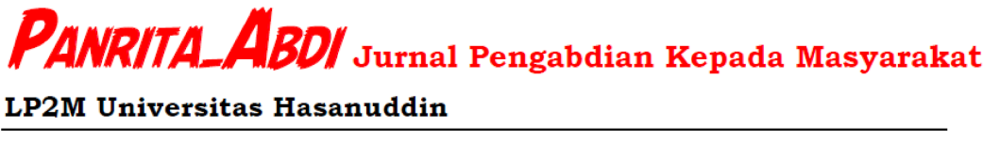 PANRITA_ABDI Jurnal Pengabdian Kepada Masyarakat
LP2M Universitas Hasanuddin